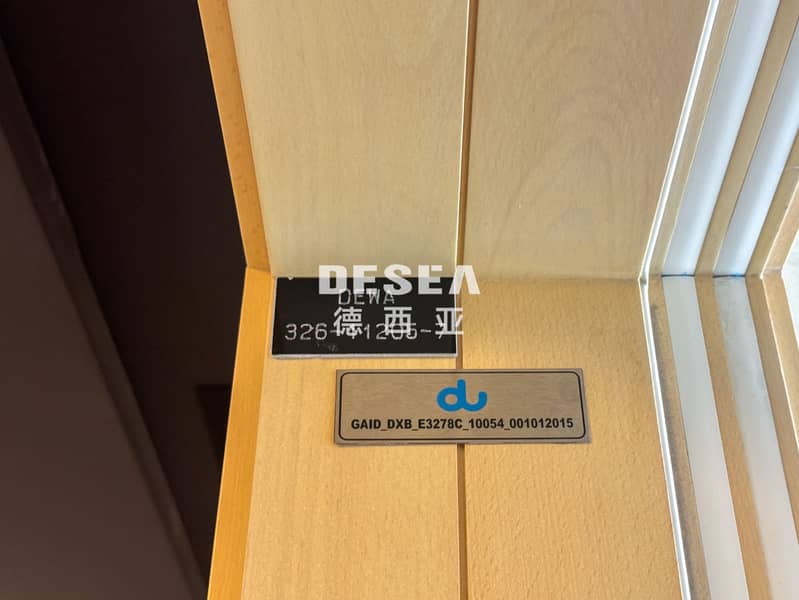 DESEA
德西亚
DEWA
du
GAID_DXB_E3278C_10054_001012015